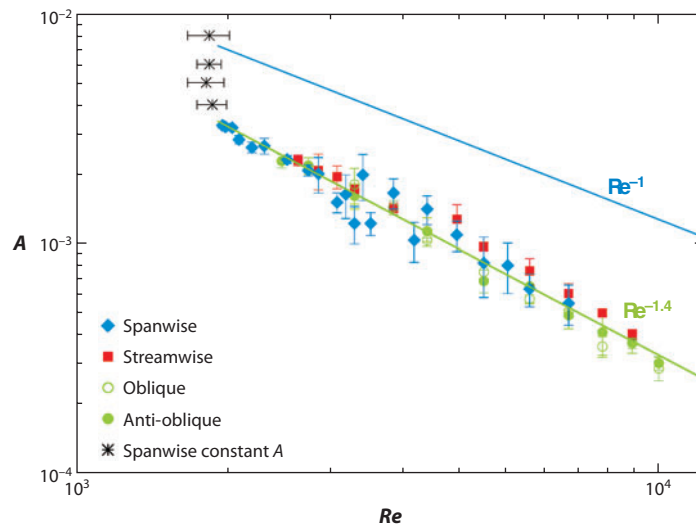 10⁻²
Re⁻¹
A
10⁻³
Re⁻¹·⁴
Spanwise
Streamwise
Oblique
Anti-oblique
Spanwise constant A
10⁻⁴
10³
10⁴
Re